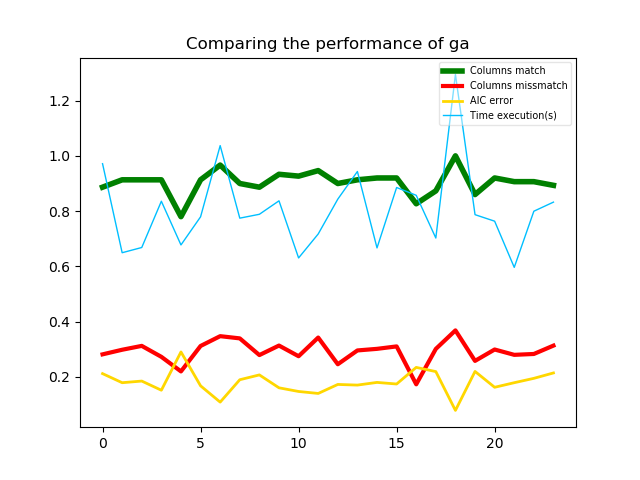 Comparing the performance of ga
Columns match
Columns missmatch
AIC error
Time execution(s)
1.2
1.0
0.8
0.6
0.4
0.2
0 5 10 15 20